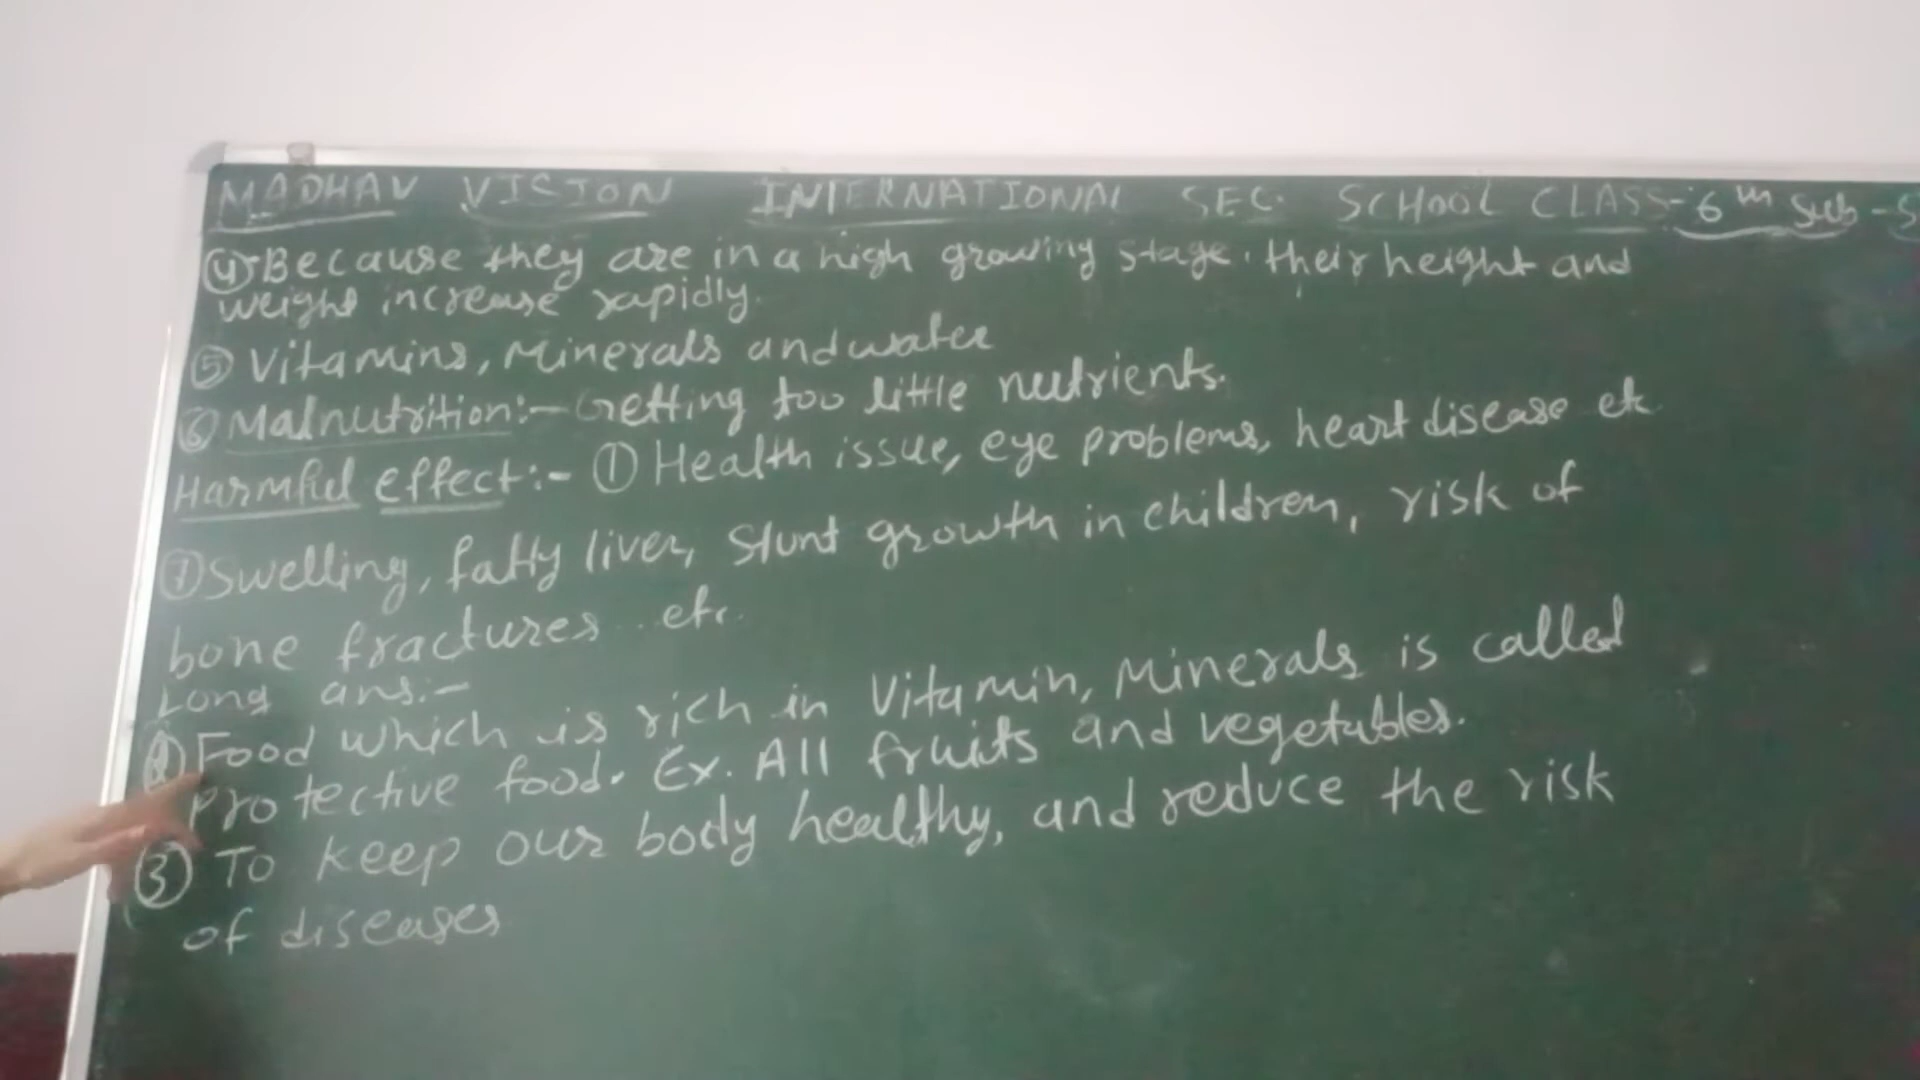 MADHAV VISION INTERNATIONAL SEC. SCHOOL CLASS:- 6th Sub - S
④ Because they are in a high growing stage. their height and
weight increase rapidly.
⑤ Vitamins, Minerals and water
⑥ Malnutrition:- Getting too little nutrients.
Harmful effect:- ① Health issue, eye problems, heart disease etc
⑦ Swelling, fatty liver, Stunt growth in children, risk of
bone fractures etc.
Long ans:-
Food which is rich in Vitamin, Minerals is called
Protective food. Ex. All fruits and vegetables.
③ To keep our body healthy, and reduce the risk
of diseases